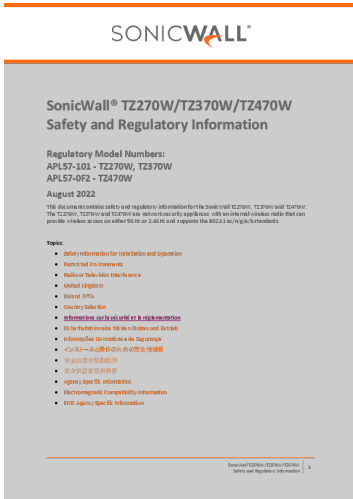 SONICWALL®
SonicWall® TZ270W/TZ370W/TZ470W
Safety and Regulatory Information
Regulatory Model Numbers:
APL57-101 - TZ270W, TZ370W
APL57-0F2 - TZ470W
August 2022
This document contains safety and regulatory information for the SonicWall TZ270W, TZ370W and TZ470W.
The TZ270W, TZ370W and TZ470W are network security appliances with an internal wireless radio that can
provide wireless access on either 5G Hz or 2.4GHz and supports the 802.11 ac/n/g/b/a standards.
Topics:
• Safety Information for Installation and Operation
• Restricted Environments
• Radio or Television Interference
• United Kingdom
• EU and EFTA
• Country Selection
• Informations sur la sécurité et la réglementation
• Sicherheitshinweise für den Einbau und Betrieb
• Informações Normativas e de Segurança
• インストールと操作のための安全性情報
• Agency Specific Information
• Electromagnetic Compatibility Information
• EMC Agency Specific Information
SonicWall TZ270W/TZ370W/TZ470W
Safety and Regulatory Information
1